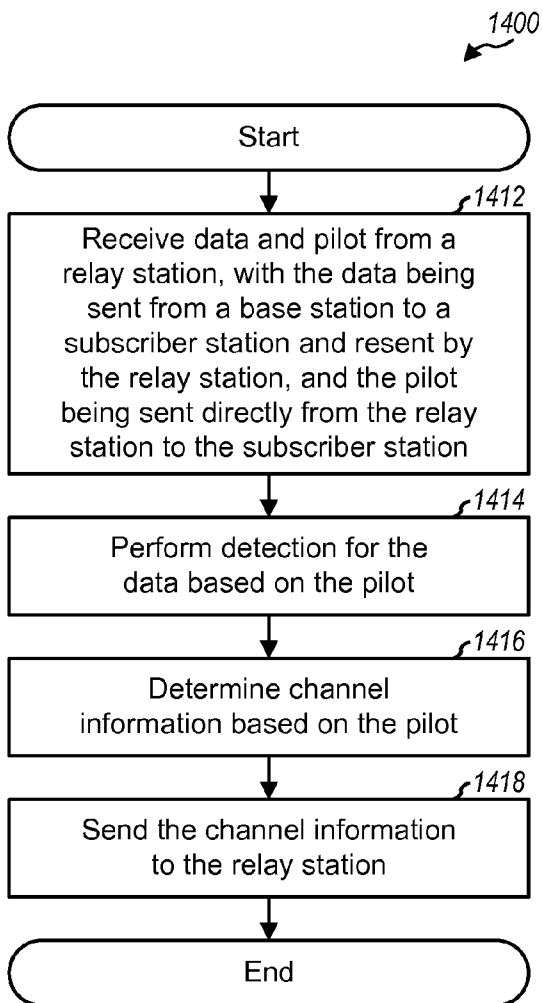 1400
Start
1412
Receive data and pilot from a
relay station, with the data being
sent from a base station to a
subscriber station and resent by
the relay station, and the pilot
being sent directly from the relay
station to the subscriber station
1414
Perform detection for the
data based on the pilot
1416
Determine channel
information based on the pilot
1418
Send the channel information
to the relay station
End